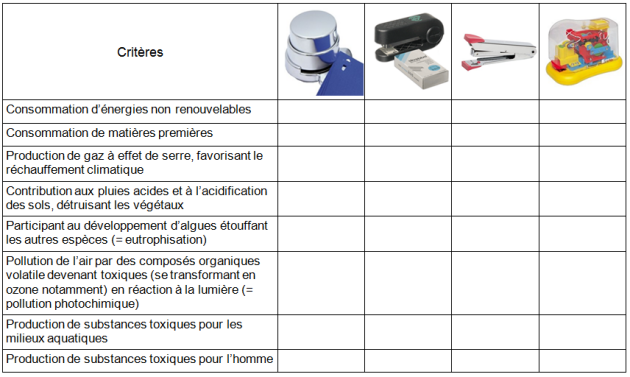 Critères
Consommation d'énergies non renouvelables
Consommation de matières premières
Production de gaz à effet de serre, favorisant le
réchauffement climatique
Contribution aux pluies acides et à l'acidification
des sols, détruisant les végétaux
Participant au développement d'algues étouffant
les autres espèces (= eutrophisation)
Pollution de l'air par des composés organiques
volatile devenant toxiques (se transformant en
ozone notamment) en réaction à la lumière (=
pollution photochimique)
Production de substances toxiques pour les
milieux aquatiques
Production de substances toxiques pour l'homme